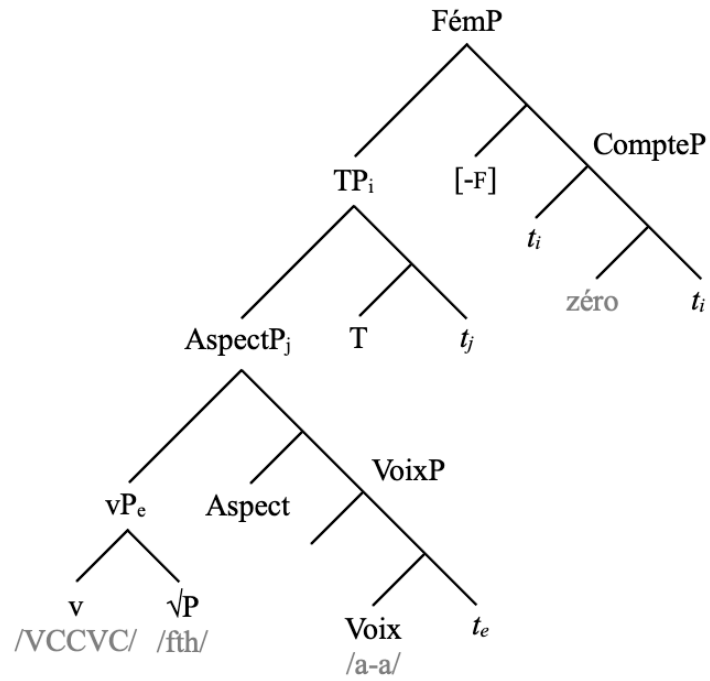 FémP
CompteP
TPᵢ [-F]
tᵢ
zéro tᵢ
AspectPⱼ T tⱼ
VoixP
vPₑ Aspect
v √P
/VCCVC/ /fth/
Voix tₑ
/a-a/